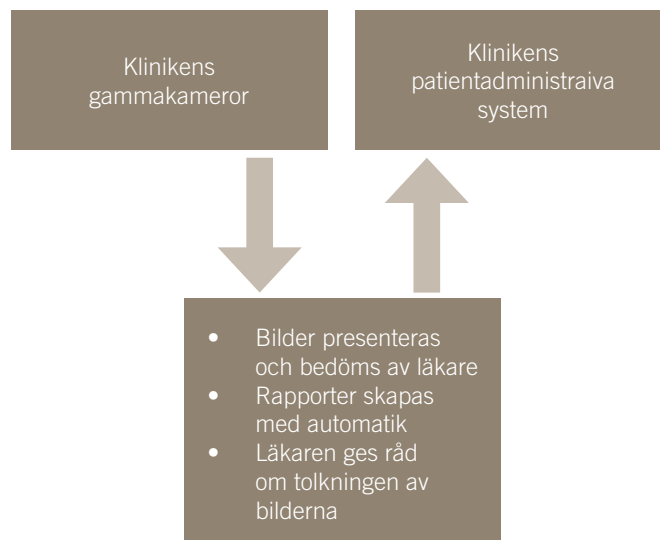 Klinikens
gammakameror
Klinikens
patientadministraiva
system
• Bilder presenteras
och bedöms av läkare
• Rapporter skapas
med automatik
• Läkaren ges råd
om tolkningen av
bilderna